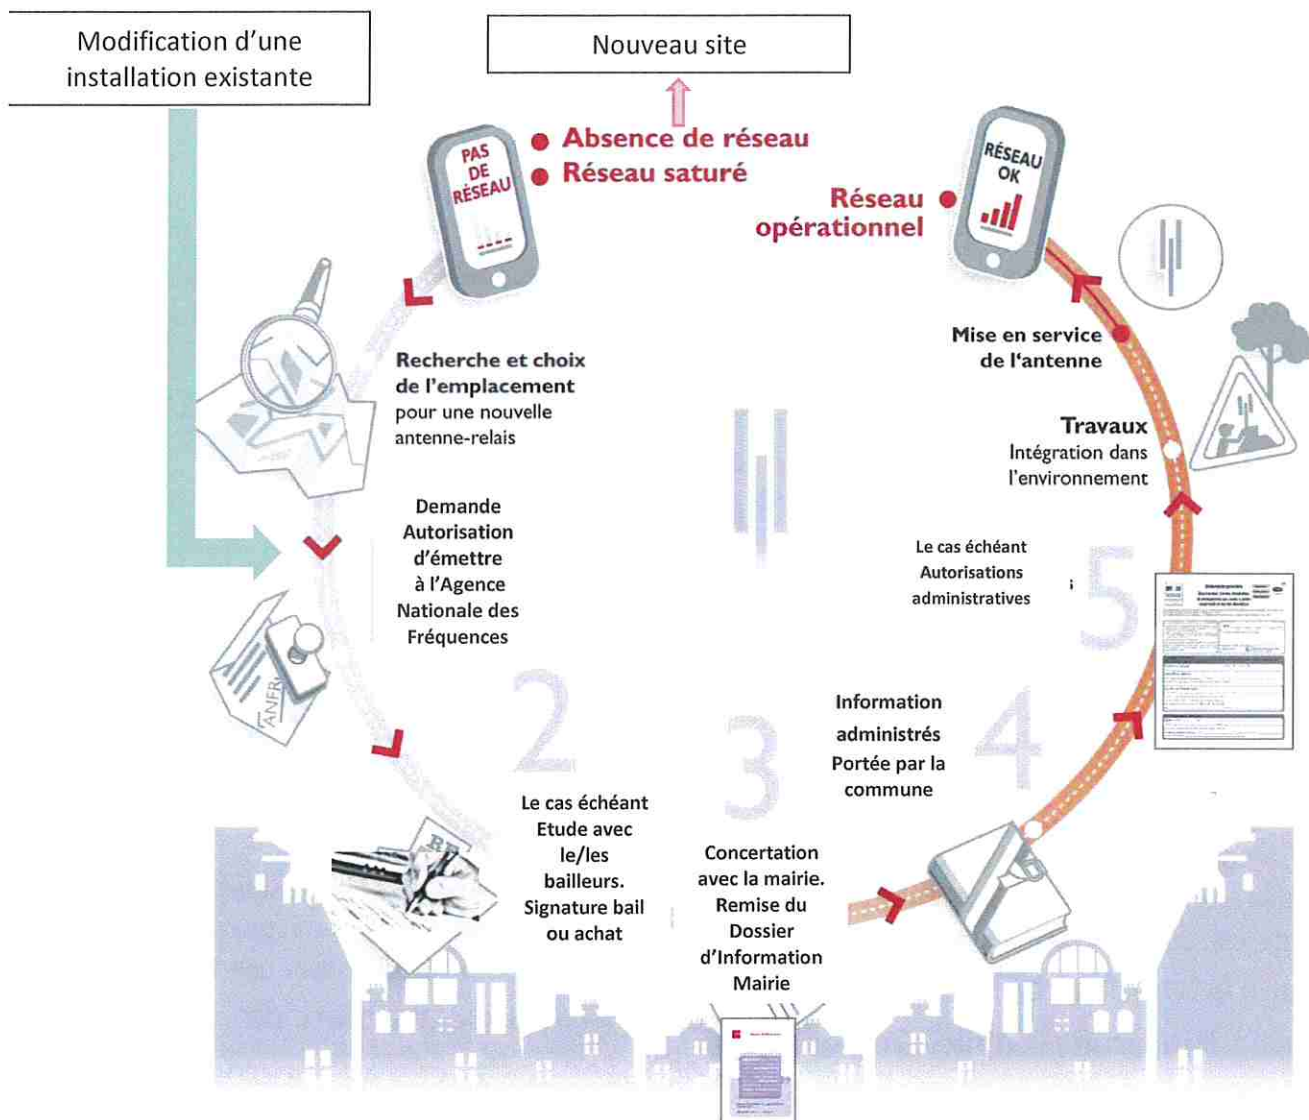 Modification d'une
installation existante
Nouveau site
PAS
DE
RÉSEAU
Absence de réseau
Réseau saturé
RÉSEAU
OK
Réseau
opérationnel
Recherche et choix
de l'emplacement
pour une nouvelle
antenne-relais
Mise en service
de l'antenne
Travaux
Intégration dans
l'environnement
Demande
Autorisation
d'émettre
à l'Agence
Nationale des
Fréquences
ANFR
Le cas échéant
Autorisations
administratives
5
2
Le cas échéant
Etude avec
le/les
bailleurs.
Signature bail
ou achat
3
Concertation
avec la mairie.
Remise du
Dossier
d'Information
Mairie
4
Information
administrés
Portée par la
commune